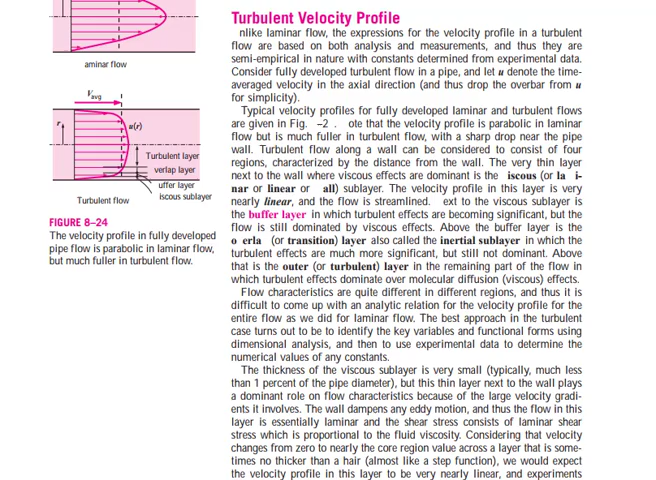 aminar flow
Vavg
r
u(r)
Turbulent layer
verlap layer
uffer layer
iscous sublayer
Turbulent flow
FIGURE 8–24
The velocity profile in fully developed
pipe flow is parabolic in laminar flow,
but much fuller in turbulent flow.
Turbulent Velocity Profile
nlike laminar flow, the expressions for the velocity profile in a turbulent
flow are based on both analysis and measurements, and thus they are
semi-empirical in nature with constants determined from experimental data.
Consider fully developed turbulent flow in a pipe, and let u denote the time-
averaged velocity in the axial direction (and thus drop the overbar from u
for simplicity).
Typical velocity profiles for fully developed laminar and turbulent flows
are given in Fig. –2 . ote that the velocity profile is parabolic in laminar
flow but is much fuller in turbulent flow, with a sharp drop near the pipe
wall. Turbulent flow along a wall can be considered to consist of four
regions, characterized by the distance from the wall. The very thin layer
next to the wall where viscous effects are dominant is the iscous (or la i-
nar or linear or all) sublayer. The velocity profile in this layer is very
nearly linear, and the flow is streamlined. ext to the viscous sublayer is
the buffer layer in which turbulent effects are becoming significant, but the
flow is still dominated by viscous effects. Above the buffer layer is the
o erla (or transition) layer also called the inertial sublayer in which the
turbulent effects are much more significant, but still not dominant. Above
that is the outer (or turbulent) layer in the remaining part of the flow in
which turbulent effects dominate over molecular diffusion (viscous) effects.
Flow characteristics are quite different in different regions, and thus it is
difficult to come up with an analytic relation for the velocity profile for the
entire flow as we did for laminar flow. The best approach in the turbulent
case turns out to be to identify the key variables and functional forms using
dimensional analysis, and then to use experimental data to determine the
numerical values of any constants.
The thickness of the viscous sublayer is very small (typically, much less
than 1 percent of the pipe diameter), but this thin layer next to the wall plays
a dominant role on flow characteristics because of the large velocity gradi-
ents it involves. The wall dampens any eddy motion, and thus the flow in this
layer is essentially laminar and the shear stress consists of laminar shear
stress which is proportional to the fluid viscosity. Considering that velocity
changes from zero to nearly the core region value across a layer that is some-
times no thicker than a hair (almost like a step function), we would expect
the velocity profile in this layer to be very nearly linear, and experiments